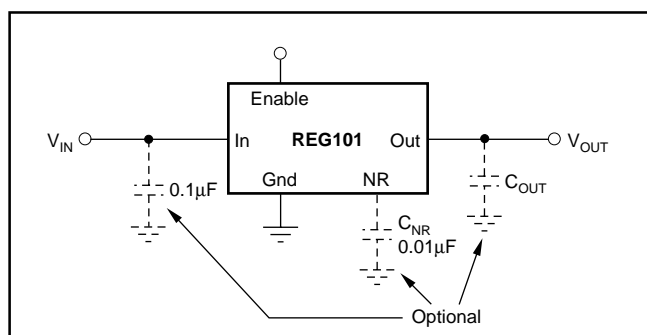 Enable
V_IN
In
REG101
Out
V_OUT
Gnd
NR
0.1µF
C_NR
0.01µF
C_OUT
Optional